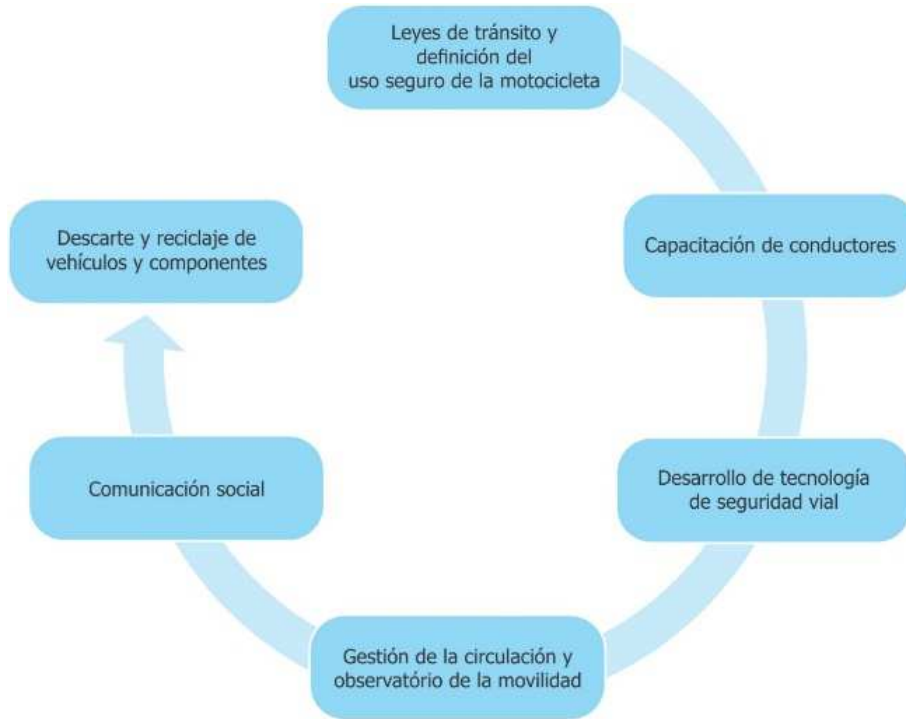 Leyes de tránsito y
definición del
uso seguro de la motocicleta
Capacitación de conductores
Desarrollo de tecnología
de seguridad vial
Gestión de la circulación y
observatório de la movilidad
Comunicación social
Descarte y reciclaje de
vehículos y componentes